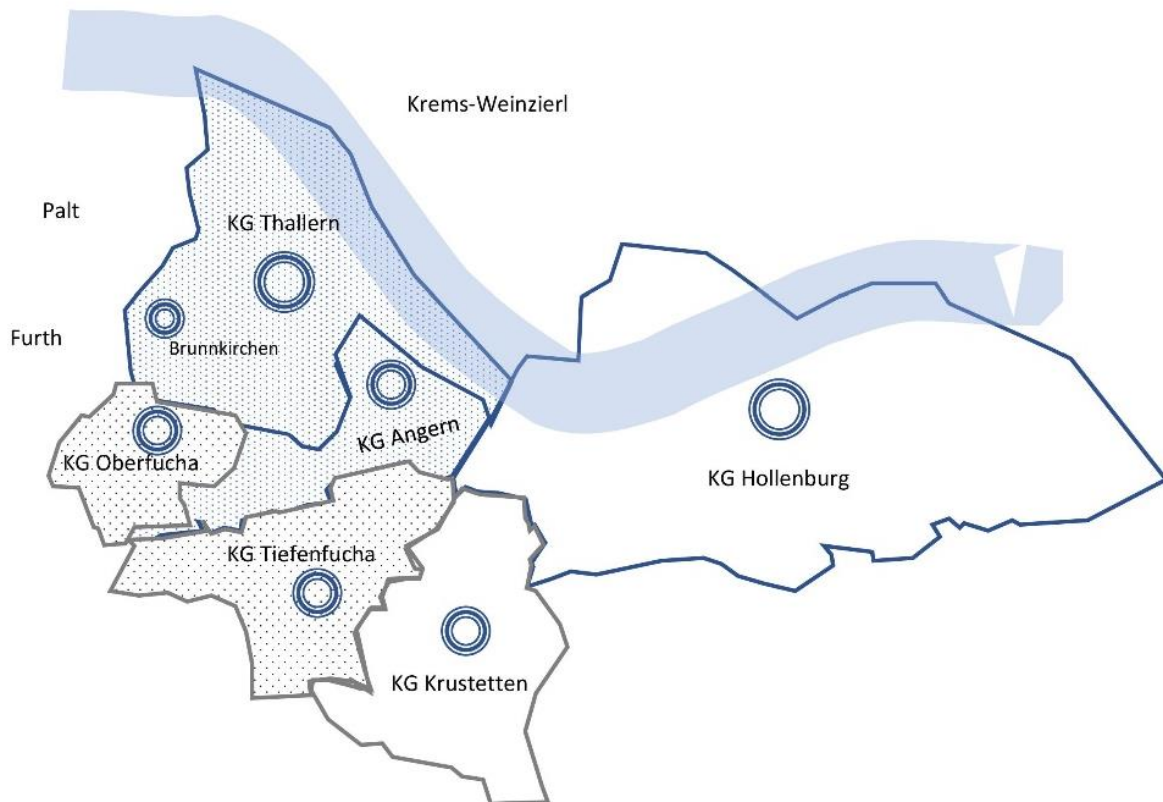 Krems-Weinzierl
Palt
KG Thallern
Furth
Brunnkirchen
KG Angern
KG Oberfucha
KG Hollenburg
KG Tiefenfucha
KG Krustetten